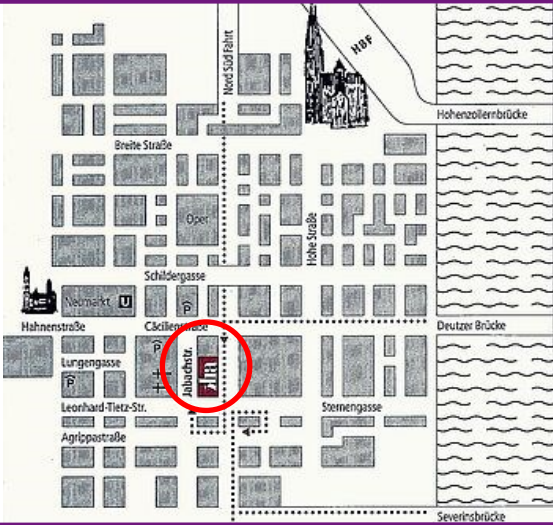 Nord Süd Fahrt
HBF
Hohenzollernbrücke
Breite Straße
Oper
Hohe Straße
Schildergasse
Neumarkt U
P
Hahnenstraße
Cäcilienstraße
Deutzer Brücke
P
Lungengasse
P
Jabachstr.
Leonhard-Tietz-Str.
Sternengasse
Agrippastraße
Severinsbrücke